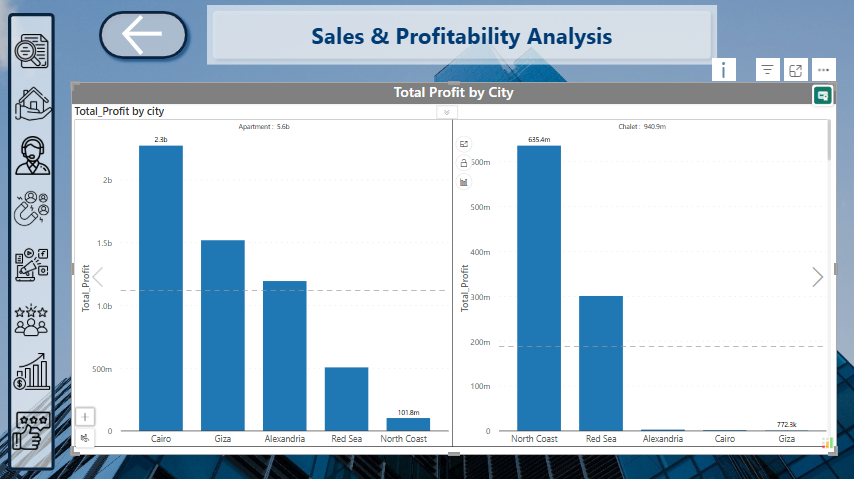 Sales & Profitability Analysis
i
Total Profit by City
Total_Profit by city
Apartment : 5.6b
Total_Profit
2b
1.5b
1.0b
500m
0
2.3b
101.8m
Cairo
Giza
Alexandria
Red Sea
North Coast
Chalet : 940.9m
Total_Profit
600m
500m
400m
300m
200m
100m
0
635.4m
772.3k
North Coast
Red Sea
Alexandria
Cairo
Giza